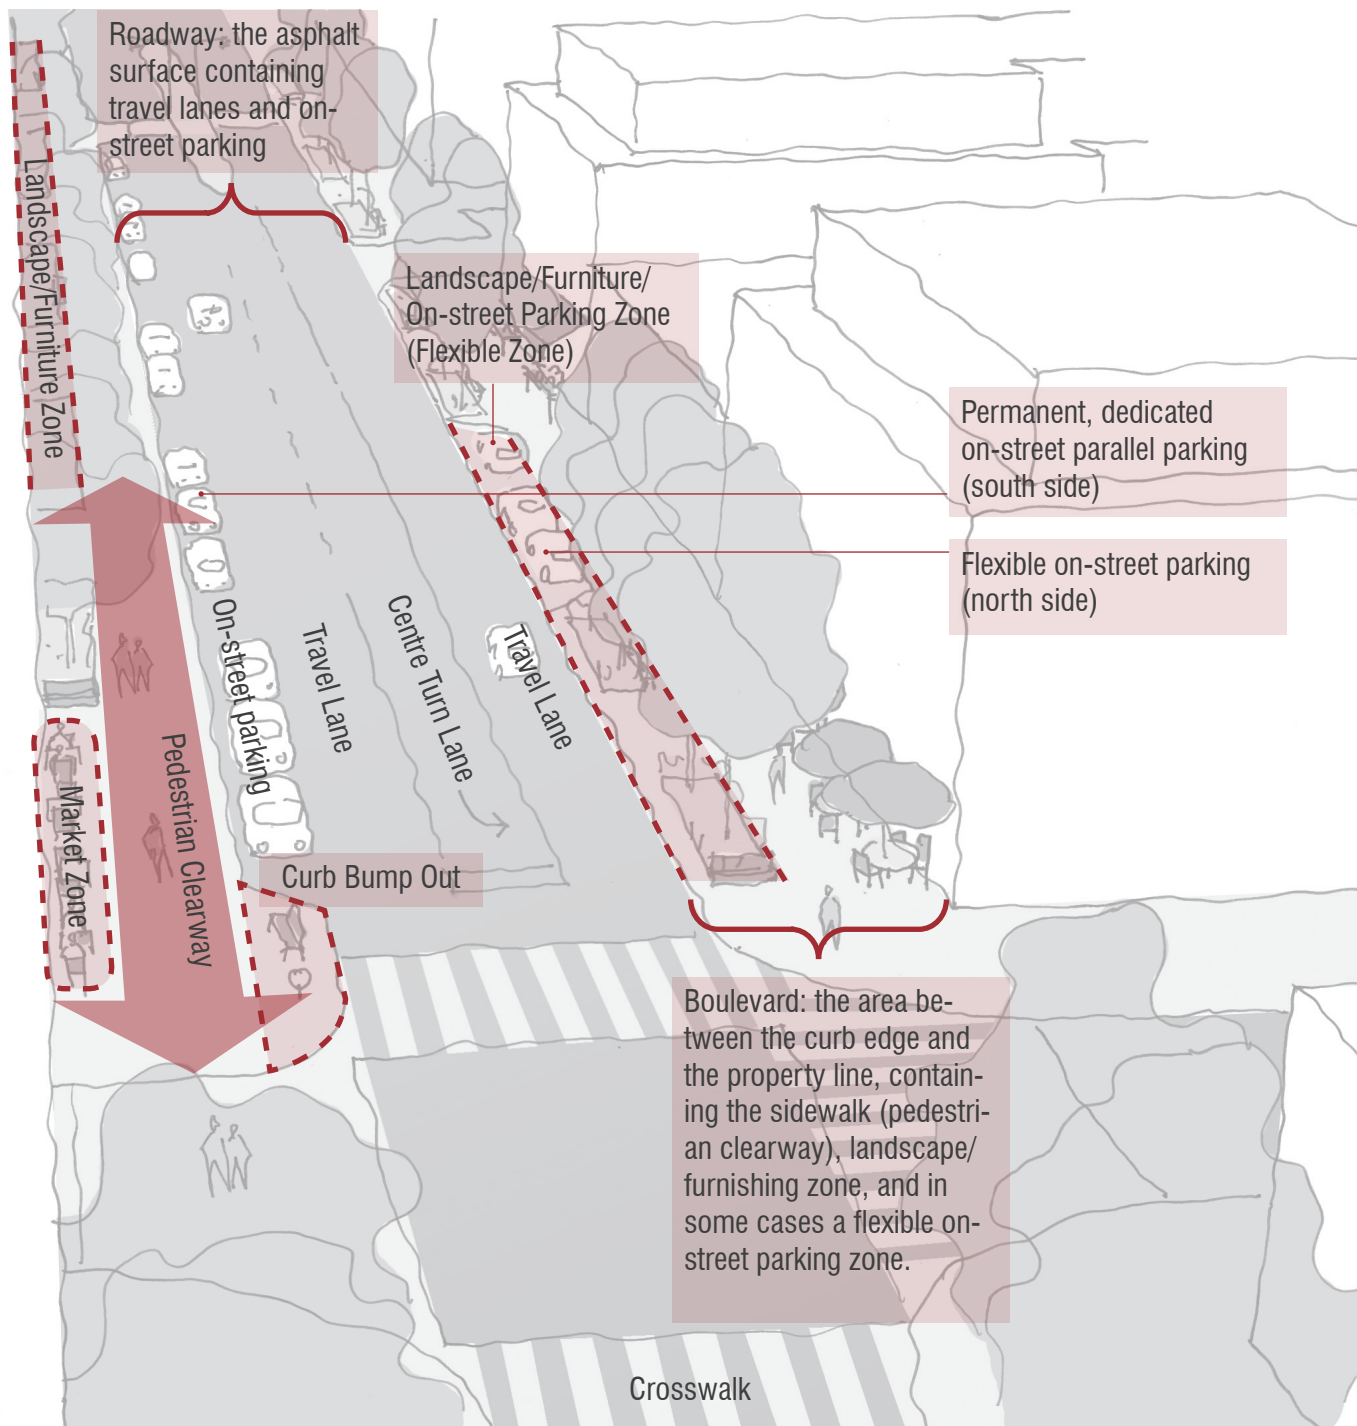 Roadway: the asphalt
surface containing
travel lanes and on-
street parking
Landscape/Furniture Zone
Landscape/Furniture/
On-street Parking Zone
(Flexible Zone)
Permanent, dedicated
on-street parallel parking
(south side)
Flexible on-street parking
(north side)
On-street parking
Travel Lane
Centre Turn Lane
Travel Lane
Pedestrian Clearway
Market Zone
Curb Bump Out
Boulevard: the area be-
tween the curb edge and
the property line, contain-
ing the sidewalk (pedestri-
an clearway), landscape/
furnishing zone, and in
some cases a flexible on-
street parking zone.
Crosswalk